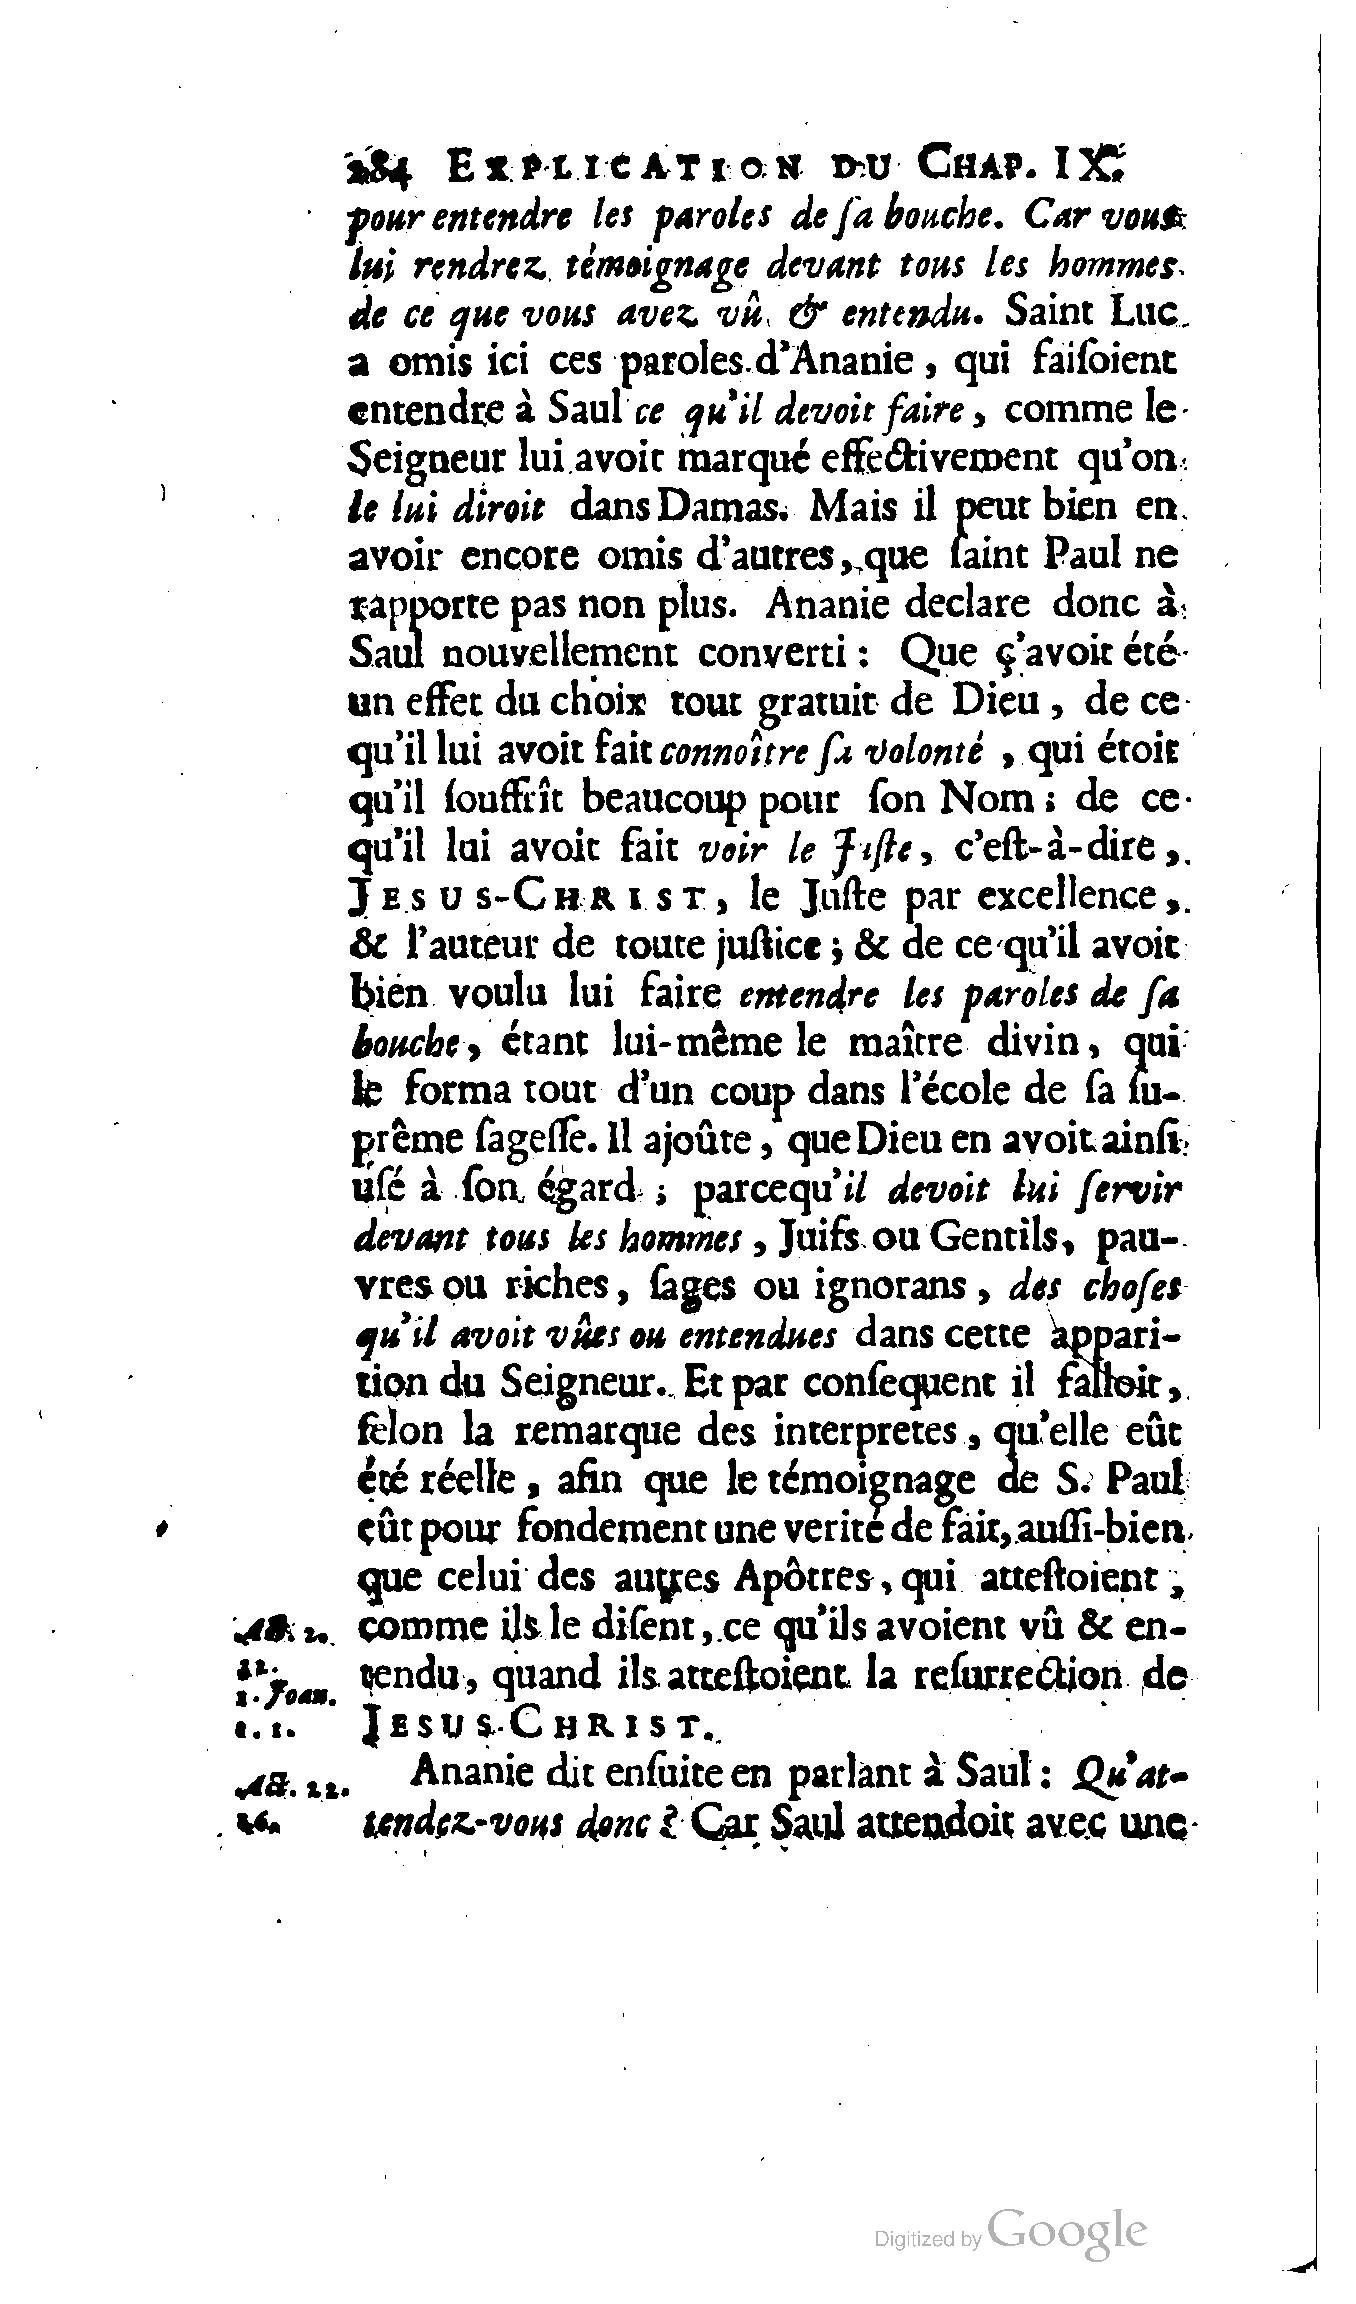 284 EXPLICATION DU CHAP. IX.
pour entendre les paroles de ſa bouche. Car vous
lui rendrez témoignage devant tous les hommes
de ce que vous avez vû & entendu. Saint Luc
a omis ici ces paroles d'Ananie, qui faiſoient
entendre à Saul ce qu'il devoit faire, comme le
Seigneur lui avoit marqué effectivement qu'on
le lui diroit dans Damas. Mais il peut bien en
avoir encore omis d'autres, que ſaint Paul ne
rapporte pas non plus. Ananie declare donc à
Saul nouvellement converti : Que ç'avoit été
un effet du choix tout gratuit de Dieu, de ce
qu'il lui avoit fait connoître ſa volonté, qui étoit
qu'il ſouffrît beaucoup pour ſon Nom ; de ce
qu'il lui avoit fait voir le Juſte, c'eſt-à-dire,
JESUS-CHRIST, le Juſte par excellence,
& l'auteur de toute juſtice ; & de ce qu'il avoit
bien voulu lui faire entendre les paroles de ſa
bouche, étant lui-même le maître divin, qui
le forma tout d'un coup dans l'école de ſa ſu-
prême ſageſſe. Il ajoûte, que Dieu en avoit ainſi
uſé à ſon égard ; parcequ'il devoit lui ſervir
devant tous les hommes, Juifs ou Gentils, pau-
vres ou riches, ſages ou ignorans, des choſes
qu'il avoit vûes ou entendues dans cette appari-
tion du Seigneur. Et par conſequent il falloit,
ſelon la remarque des interpretes, qu'elle eût
été réelle, afin que le témoignage de S. Paul
eût pour fondement une verité de fait, auſſi-bien
que celui des autres Apôtres, qui atteſtoient,
Act. 2. comme ils le diſent, ce qu'ils avoient vû & en-
32.
1. Joan. tendu, quand ils atteſtoient la reſurrection de
1. 1. JESUS-CHRIST.
Act. 22. Ananie dit enſuite en parlant à Saul : Qu'at-
16. tendez-vous donc ? Car Saul attendoit avec une
Digitized by Google